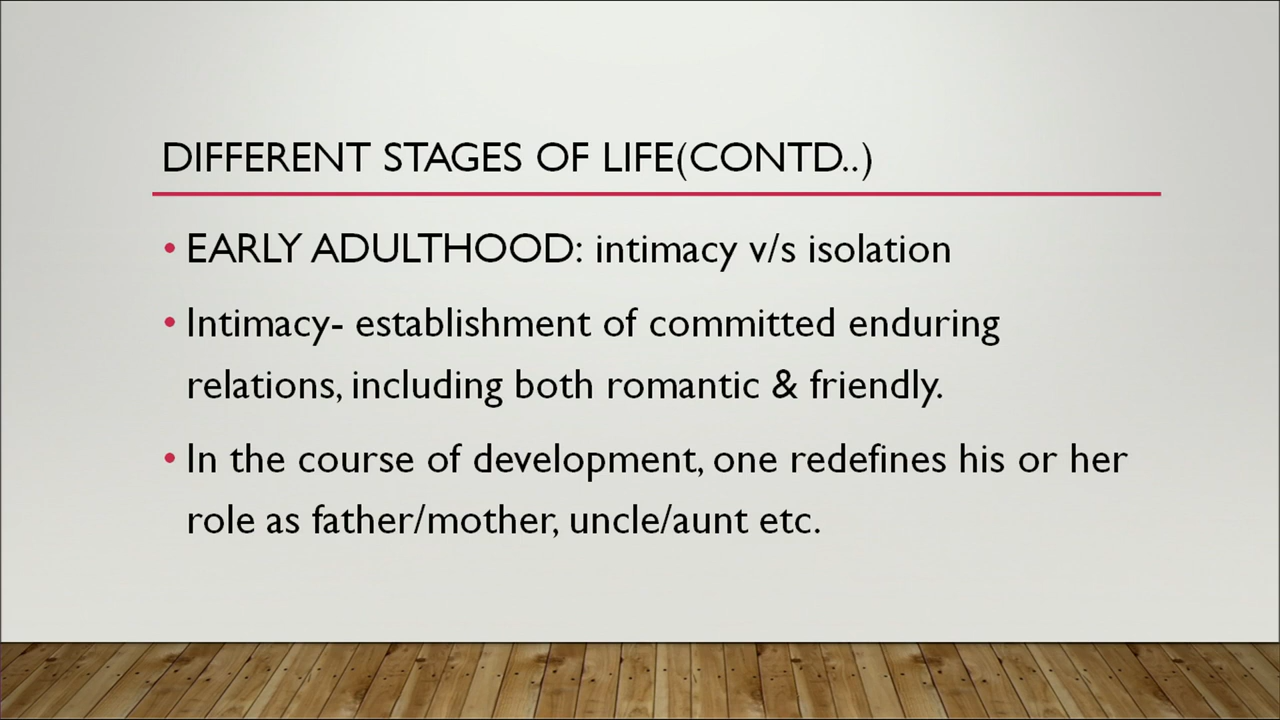 DIFFERENT STAGES OF LIFE(CONTD..)
• EARLY ADULTHOOD: intimacy v/s isolation
• Intimacy- establishment of committed enduring
relations, including both romantic & friendly.
• In the course of development, one redefines his or her
role as father/mother, uncle/aunt etc.